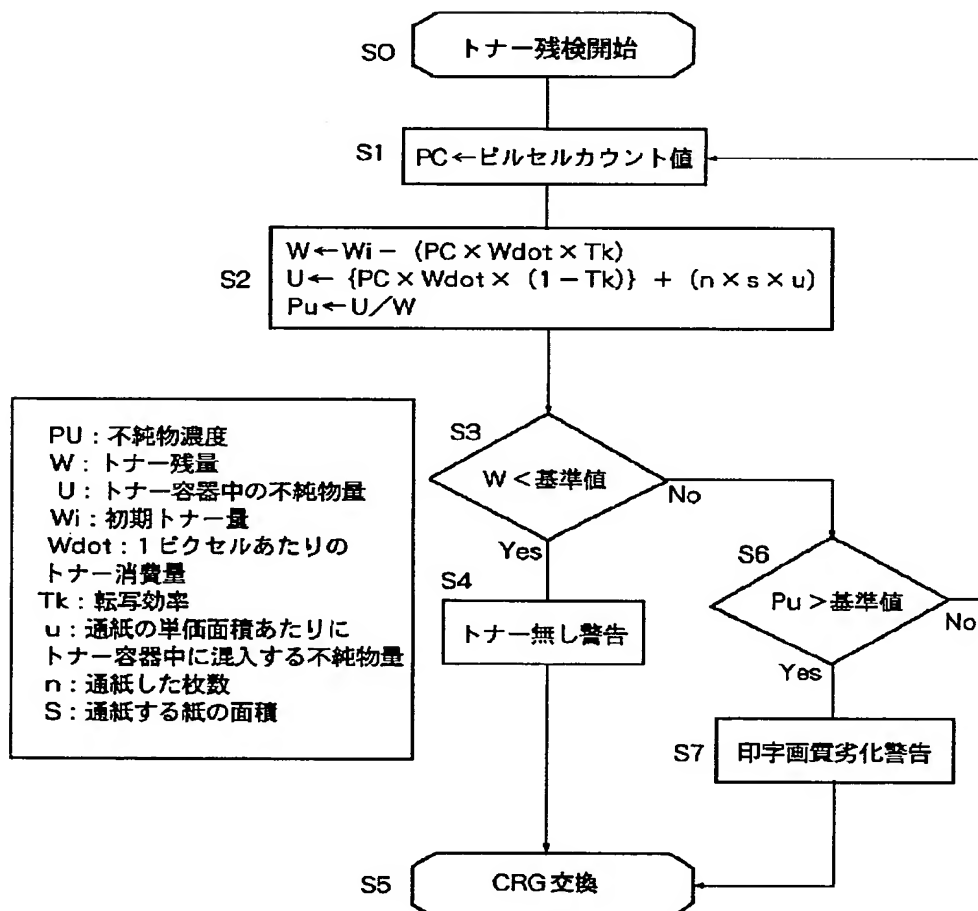 S0
トナー残検開始
S1
PC←ピルセルカウント値
S2
W←Wi－（PC×Wdot×Tk）
U←｛PC×Wdot×（1－Tk）｝＋（n×s×u）
Pu←U／W
PU：不純物濃度
W：トナー残量
U：トナー容器中の不純物量
Wi：初期トナー量
Wdot：1ピクセルあたりの
トナー消費量
Tk：転写効率
u：通紙の単価面積あたりに
トナー容器中に混入する不純物量
n：通紙した枚数
S：通紙する紙の面積
S3
W＜基準値
No
Yes
S4
トナー無し警告
S6
Pu＞基準値
No
Yes
S7
印字画質劣化警告
S5
CRG交換